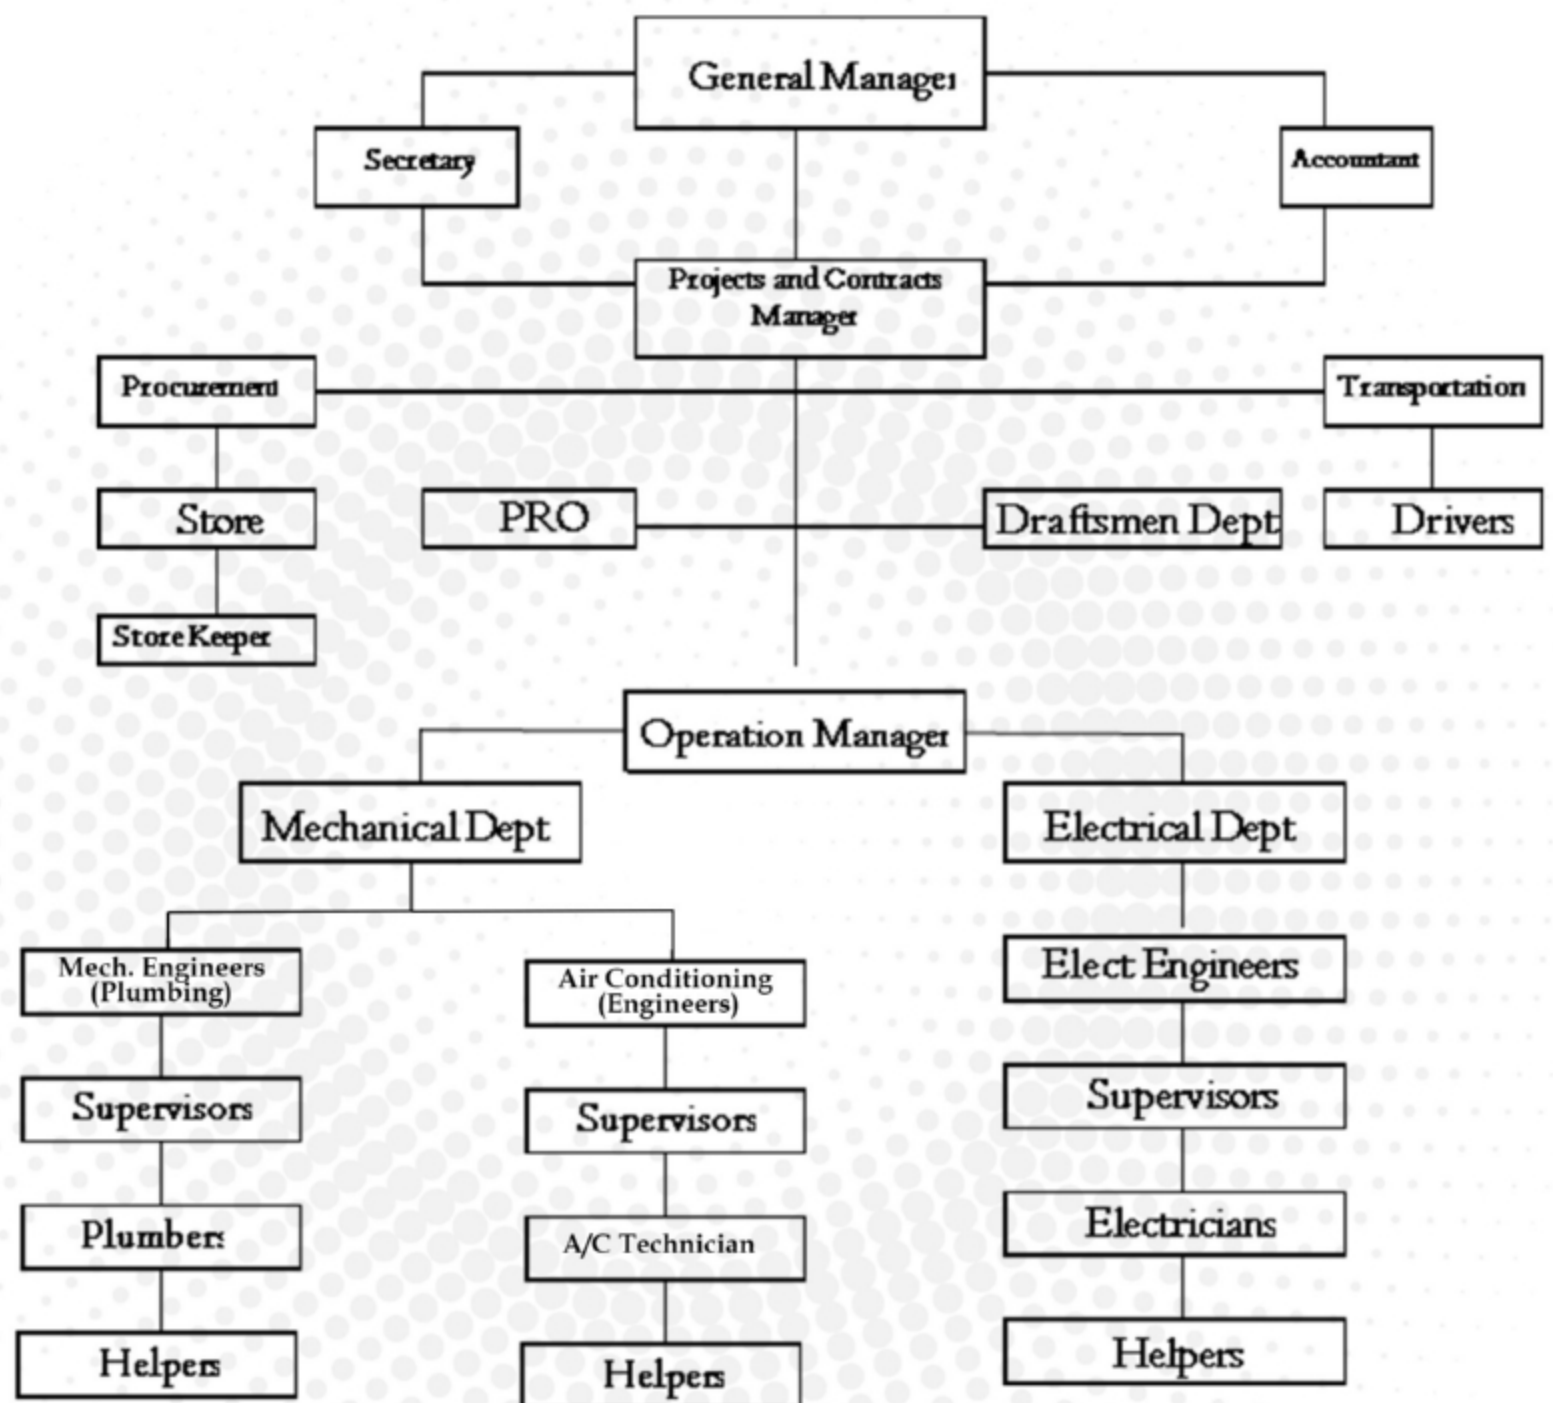 General Manager
Secretary
Accountant
Projects and Contracts
Manager
Procurement
Transportation
Store
PRO
Draftsmen Dept
Drivers
Store Keeper
Operation Manager
Mechanical Dept
Electrical Dept
Mech. Engineers
(Plumbing)
Air Conditioning
(Engineers)
Elect Engineers
Supervisors
Supervisors
Supervisors
Plumbers
A/C Technician
Electricians
Helpers
Helpers
Helpers